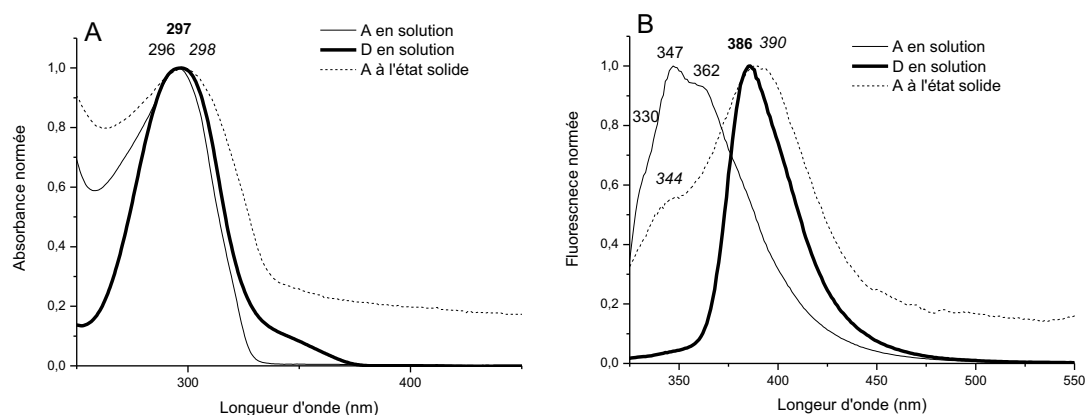 A
297
296 298
A en solution
D en solution
A à l'état solide
Absorbance normée
1,0
0,8
0,6
0,4
0,2
0,0
300
400
Longueur d'onde (nm)
B
347
362
386 390
330
344
A en solution
D en solution
A à l'état solide
Fluorescnece normée
1,0
0,8
0,6
0,4
0,2
0,0
350
400
450
500
550
Longeur d'onde (nm)